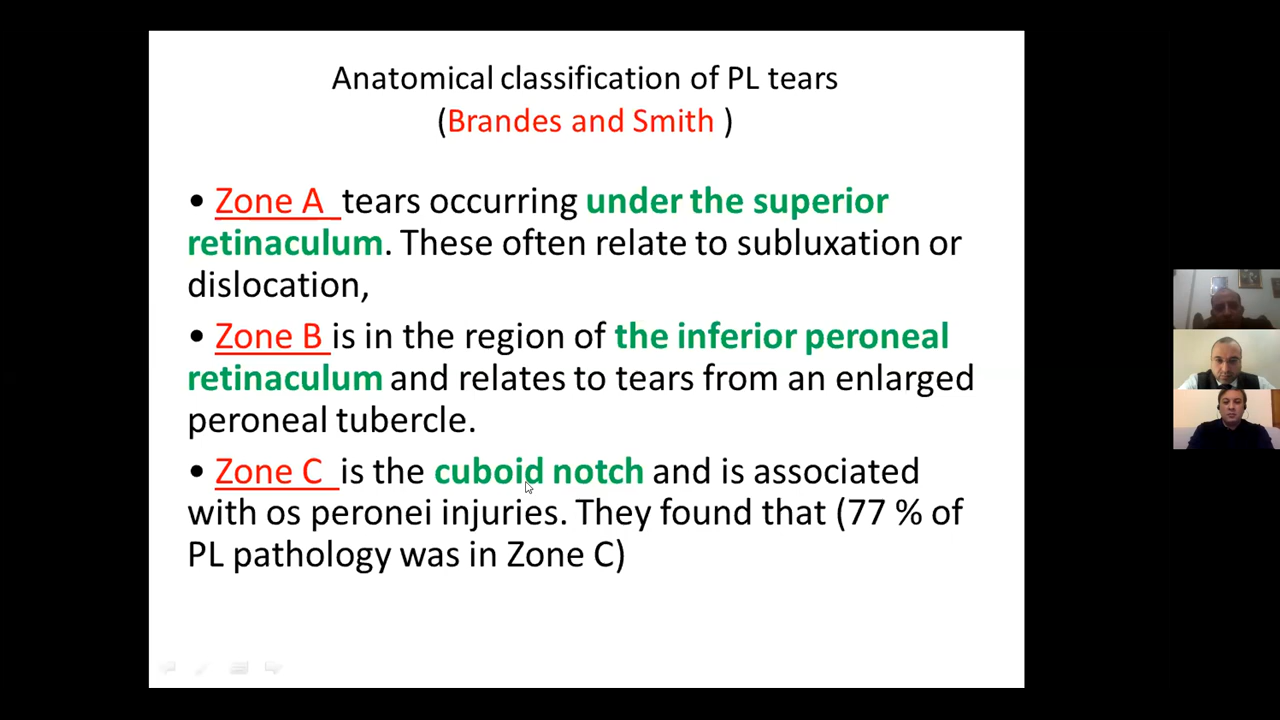 Anatomical classification of PL tears
(Brandes and Smith )
• Zone A tears occurring under the superior
retinaculum. These often relate to subluxation or
dislocation,
• Zone B is in the region of the inferior peroneal
retinaculum and relates to tears from an enlarged
peroneal tubercle.
• Zone C is the cuboid notch and is associated
with os peronei injuries. They found that (77 % of
PL pathology was in Zone C)